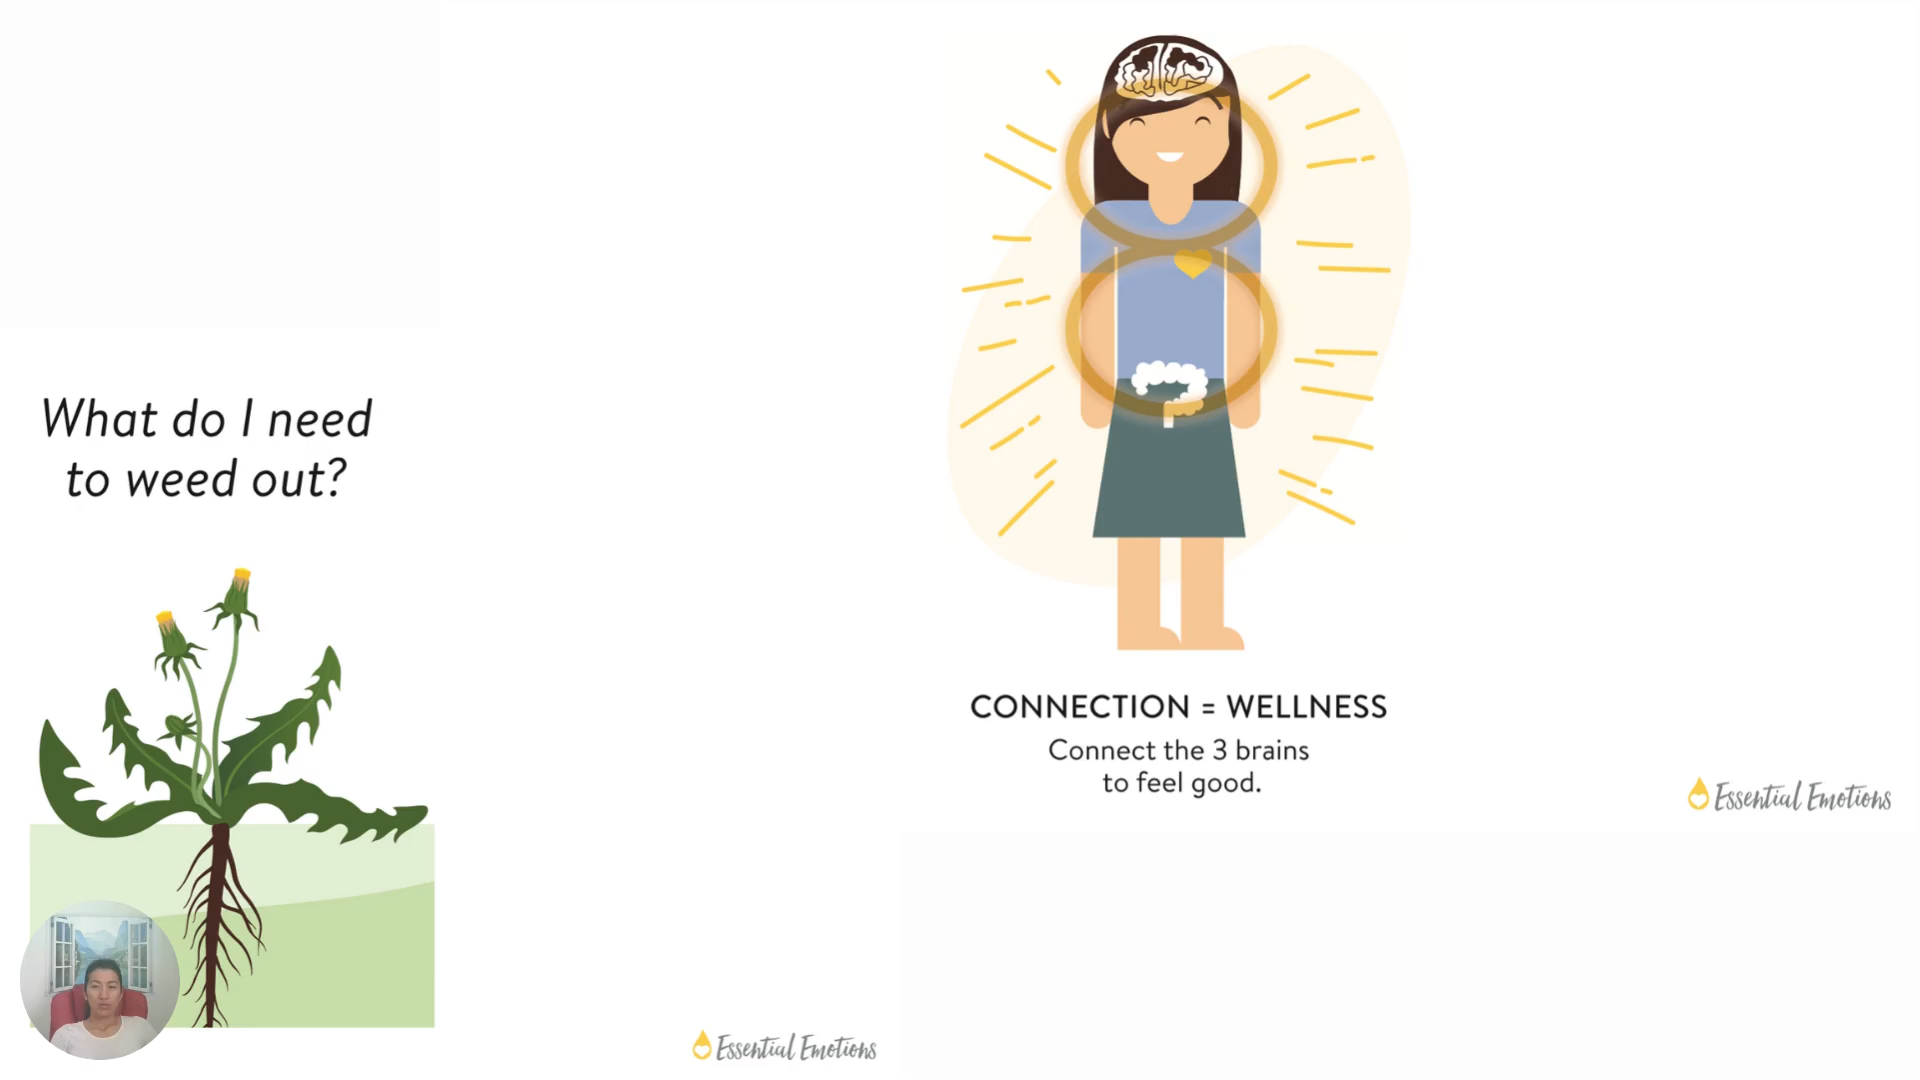 What do I need
to weed out?
Essential Emotions
CONNECTION = WELLNESS
Connect the 3 brains
to feel good.
Essential Emotions